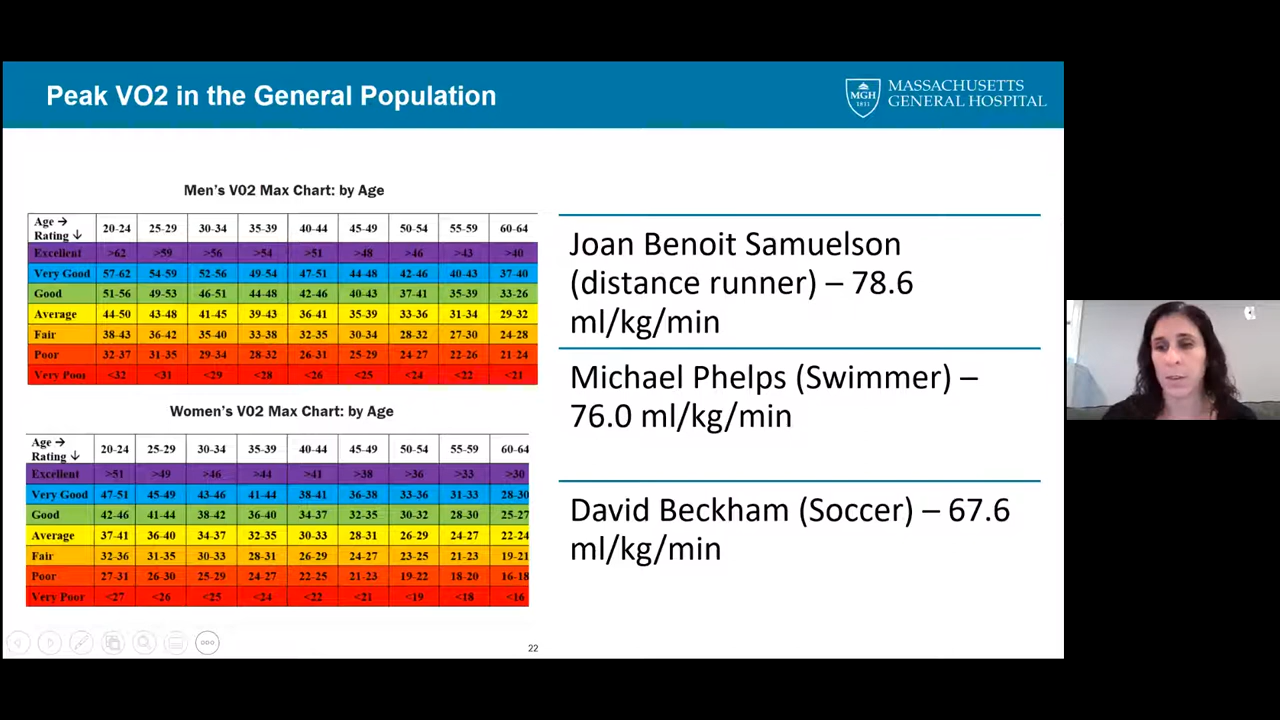 Peak VO2 in the General Population
MGH
1811
MASSACHUSETTS
GENERAL HOSPITAL
Men's V02 Max Chart: by Age
Age → 20-24 25-29 30-34 35-39 40-44 45-49 50-54 55-59 60-64
Rating ↓
Excellent >62 >59 >56 >54 >51 >48 >46 >43 >40
Very Good 57-62 54-59 52-56 49-54 47-51 44-48 42-46 40-43 37-40
Good 51-56 49-53 46-51 44-48 42-46 40-43 37-41 35-39 33-26
Average 44-50 43-48 41-45 39-43 36-41 35-39 33-36 31-34 29-32
Fair 38-43 36-42 35-40 33-38 32-35 30-34 28-32 27-30 24-28
Poor 32-37 31-35 29-34 28-32 26-31 25-29 24-27 22-26 21-24
Very Poor <32 <31 <29 <28 <26 <25 <24 <22 <21
Women's V02 Max Chart: by Age
Age → 20-24 25-29 30-34 35-39 40-44 45-49 50-54 55-59 60-64
Rating ↓
Excellent >51 >49 >46 >44 >41 >38 >36 >33 >30
Very Good 47-51 45-49 43-46 41-44 38-41 36-38 33-36 31-33 28-30
Good 42-46 41-44 38-42 36-40 34-37 32-35 30-32 28-30 25-27
Average 37-41 36-40 34-37 32-35 30-33 28-31 26-29 24-27 22-24
Fair 32-36 31-35 30-33 28-31 26-29 24-27 23-25 21-23 19-21
Poor 27-31 26-30 25-29 24-27 22-25 21-23 19-22 18-20 16-18
Very Poor <27 <26 <25 <24 <22 <21 <19 <18 <16
Joan Benoit Samuelson
(distance runner) – 78.6
ml/kg/min
Michael Phelps (Swimmer) –
76.0 ml/kg/min
David Beckham (Soccer) – 67.6
ml/kg/min
22